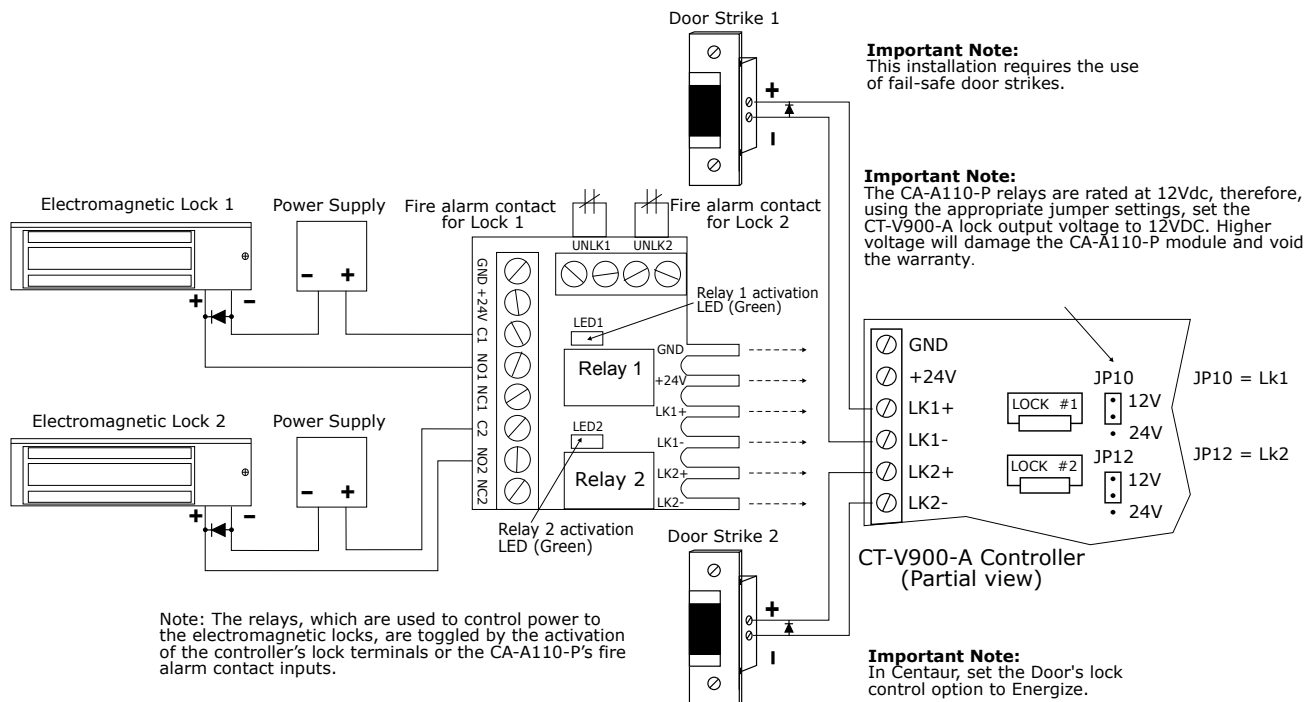 Door Strike 1
Important Note:
This installation requires the use
of fail-safe door strikes.
+
–
Important Note:
The CA-A110-P relays are rated at 12Vdc, therefore,
using the appropriate jumper settings, set the
CT-V900-A lock output voltage to 12VDC. Higher
voltage will damage the CA-A110-P module and void
the warranty.
Electromagnetic Lock 1
Power Supply
– +
+ –
Fire alarm contact
for Lock 1
Fire alarm contact
for Lock 2
UNLK1
UNLK2
GND
+24V
C1
NO1
NC1
C2
NO2
NC2
Relay 1 activation
LED (Green)
LED1
Relay 1
GND
+24V
LK1+
LK1-
LK2+
LK2-
LED2
Relay 2
Relay 2 activation
LED (Green)
Electromagnetic Lock 2
Power Supply
– +
+ –
GND
+24V
LK1+
LK1-
LK2+
LK2-
LOCK #1
JP10
12V
24V
JP10 = Lk1
LOCK #2
JP12
12V
24V
JP12 = Lk2
CT-V900-A Controller
(Partial view)
Door Strike 2
+
–
Note: The relays, which are used to control power to
the electromagnetic locks, are toggled by the activation
of the controller's lock terminals or the CA-A110-P's fire
alarm contact inputs.
Important Note:
In Centaur, set the Door's lock
control option to Energize.